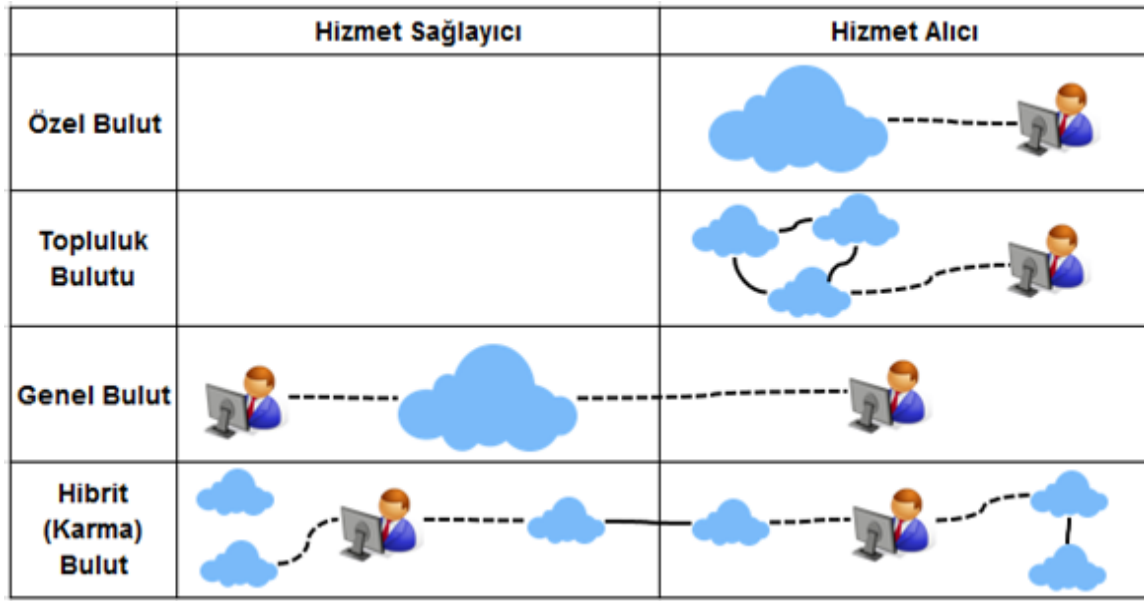 Hizmet Sağlayıcı
Hizmet Alıcı
Özel Bulut
Topluluk
Bulutu
Genel Bulut
Hibrit
(Karma)
Bulut